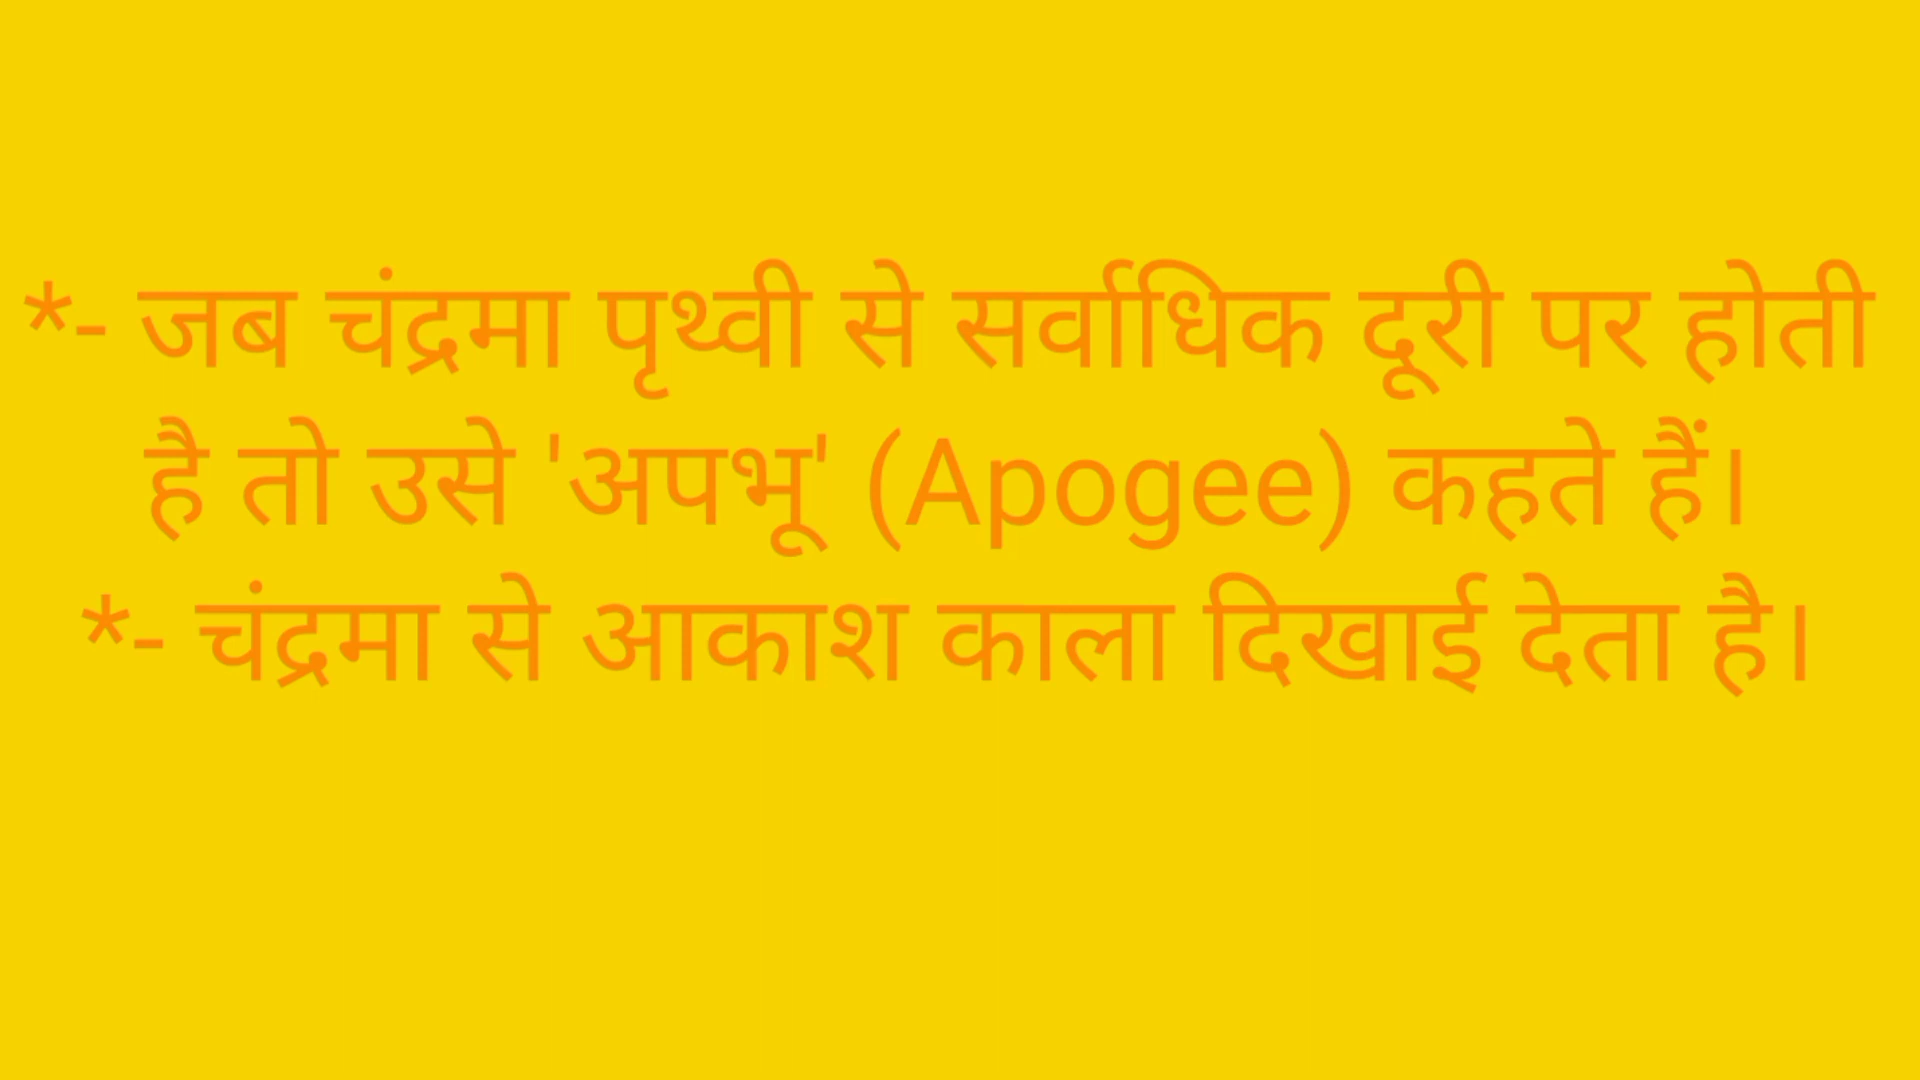 *- जब चंद्रमा पृथ्वी से सर्वाधिक दूरी पर होती
है तो उसे 'अपभू' (Apogee) कहते हैं।
*- चंद्रमा से आकाश काला दिखाई देता है।